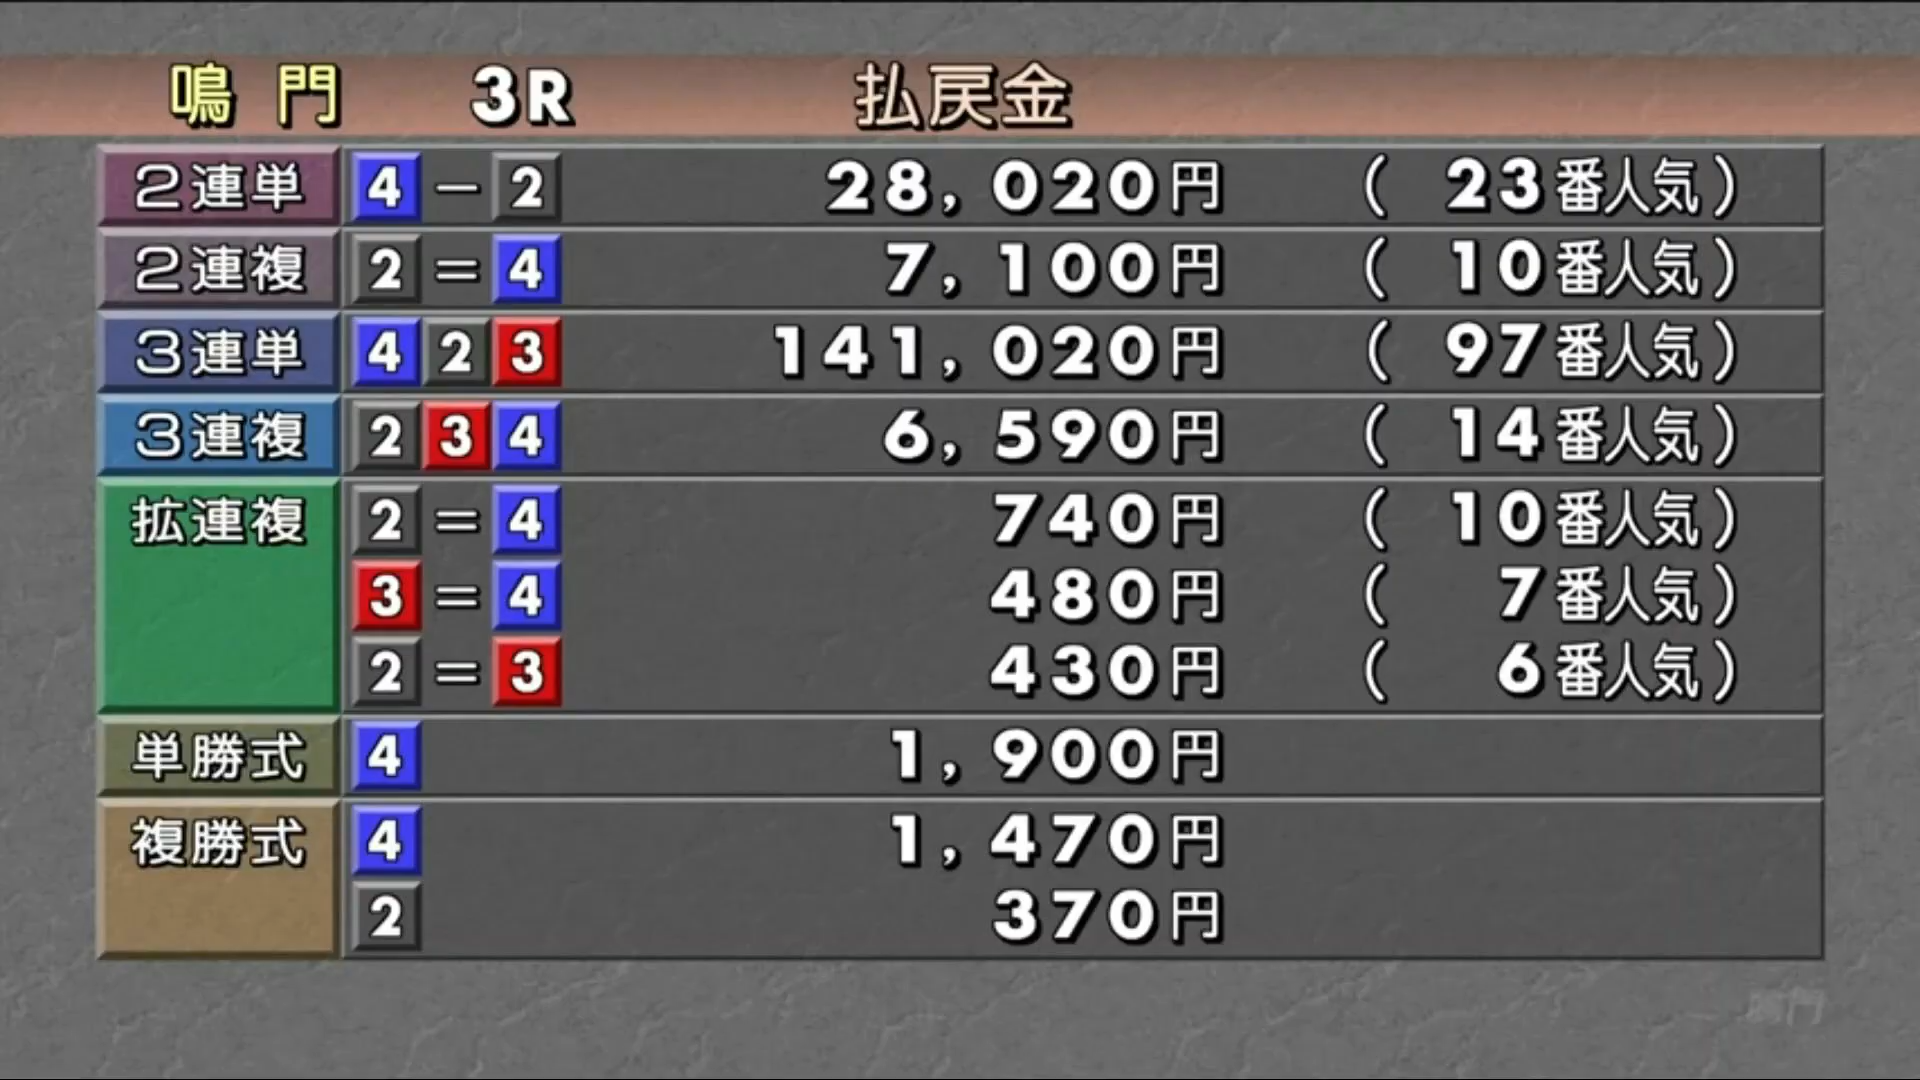 鳴門 3R 払戻金
2連単 4－2 28,020円 （ 23番人気）
2連複 2＝4 7,100円 （ 10番人気）
3連単 4 2 3 141,020円 （ 97番人気）
3連複 2 3 4 6,590円 （ 14番人気）
拡連複 2＝4 740円 （ 10番人気）
3＝4 480円 （ 7番人気）
2＝3 430円 （ 6番人気）
単勝式 4 1,900円
複勝式 4 1,470円
2 370円
鳴門